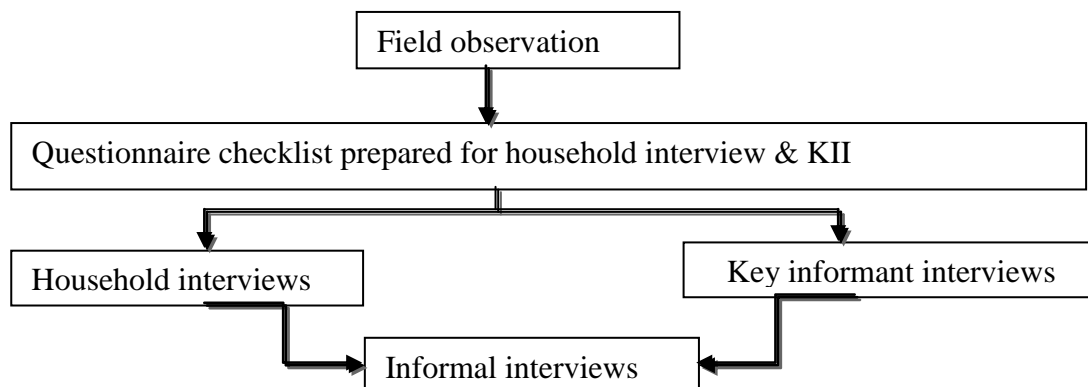 Field observation
Questionnaire checklist prepared for household interview & KII
Household interviews
Key informant interviews
Informal interviews